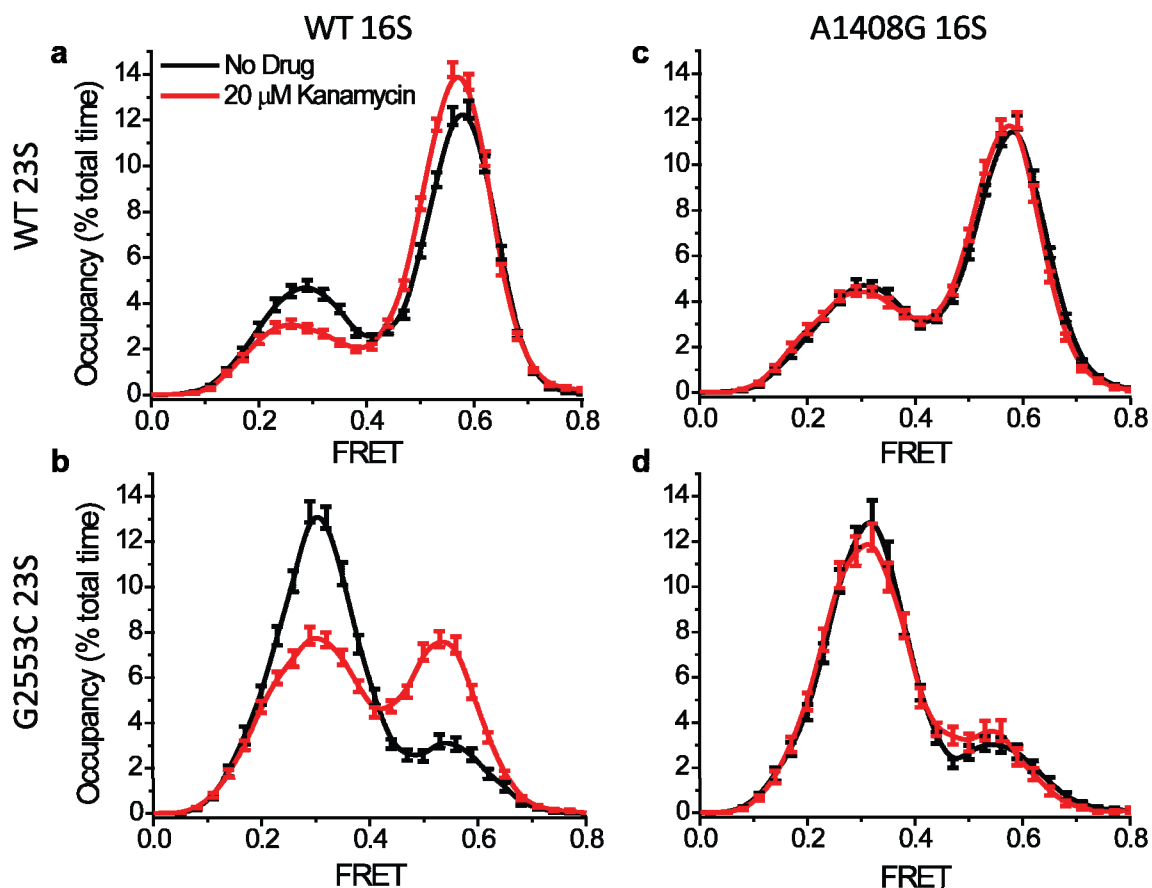 WT 16S
A1408G 16S
a
c
No Drug
20 µM Kanamycin
WT 23S
Occupancy (% total time)
14
12
10
8
6
4
2
0
0.0 0.2 0.4 0.6 0.8
FRET
14
12
10
8
6
4
2
0
0.0 0.2 0.4 0.6 0.8
FRET
b
d
G2553C 23S
Occupancy (% total time)
14
12
10
8
6
4
2
0
0.0 0.2 0.4 0.6 0.8
FRET
14
12
10
8
6
4
2
0
0.0 0.2 0.4 0.6 0.8
FRET